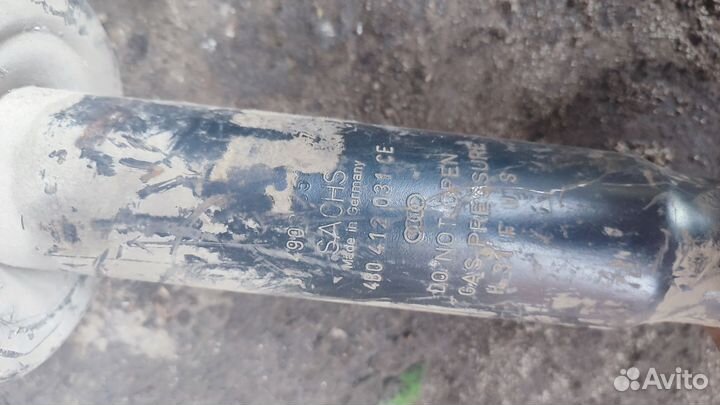 SACHS
Made in Germany
4B0 412 031 CE
DO NOT OPEN
GAS PRESSURE
Avito